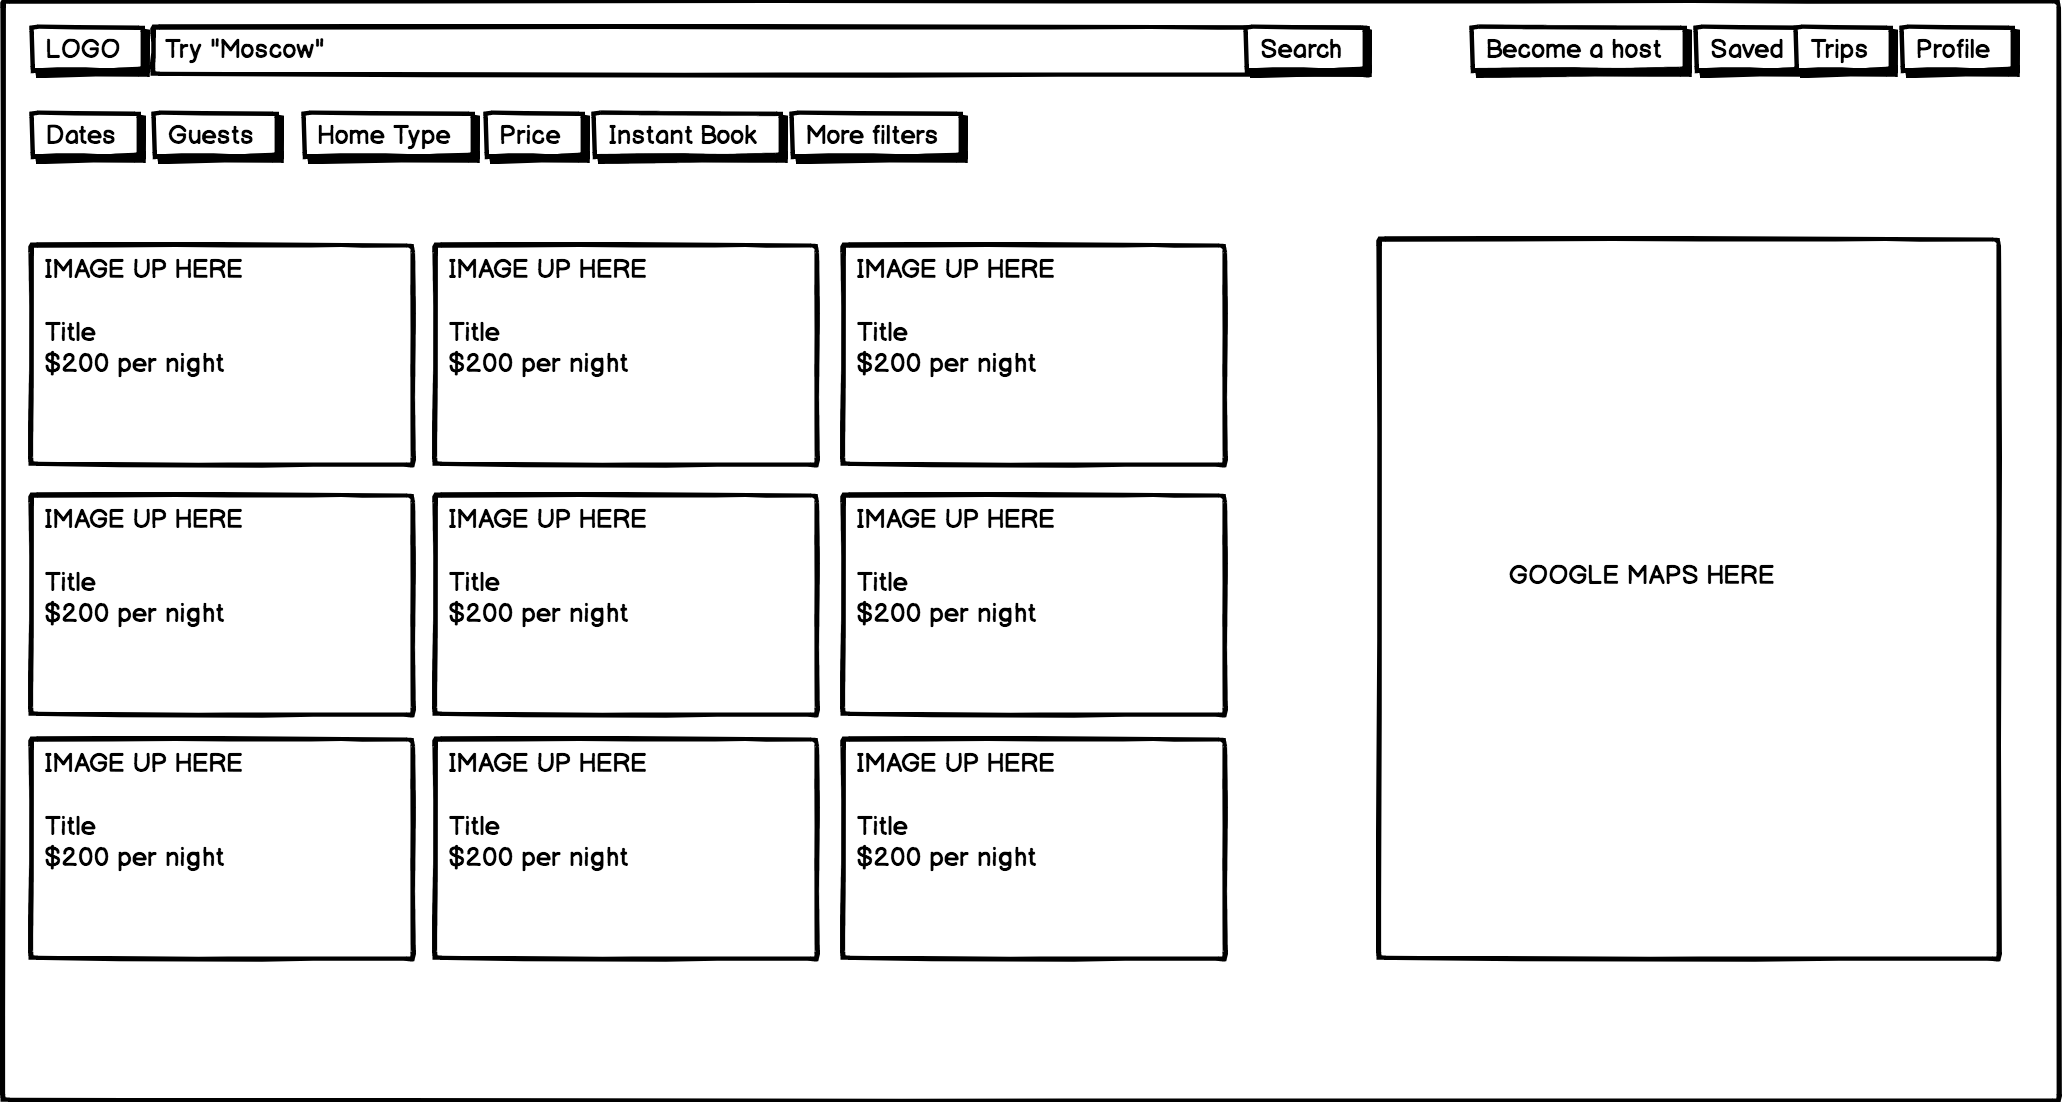 LOGO
Try "Moscow"
Search
Become a host
Saved
Trips
Profile
Dates
Guests
Home Type
Price
Instant Book
More filters
IMAGE UP HERE
Title
$200 per night
IMAGE UP HERE
Title
$200 per night
IMAGE UP HERE
Title
$200 per night
IMAGE UP HERE
Title
$200 per night
IMAGE UP HERE
Title
$200 per night
IMAGE UP HERE
Title
$200 per night
IMAGE UP HERE
Title
$200 per night
IMAGE UP HERE
Title
$200 per night
IMAGE UP HERE
Title
$200 per night
GOOGLE MAPS HERE